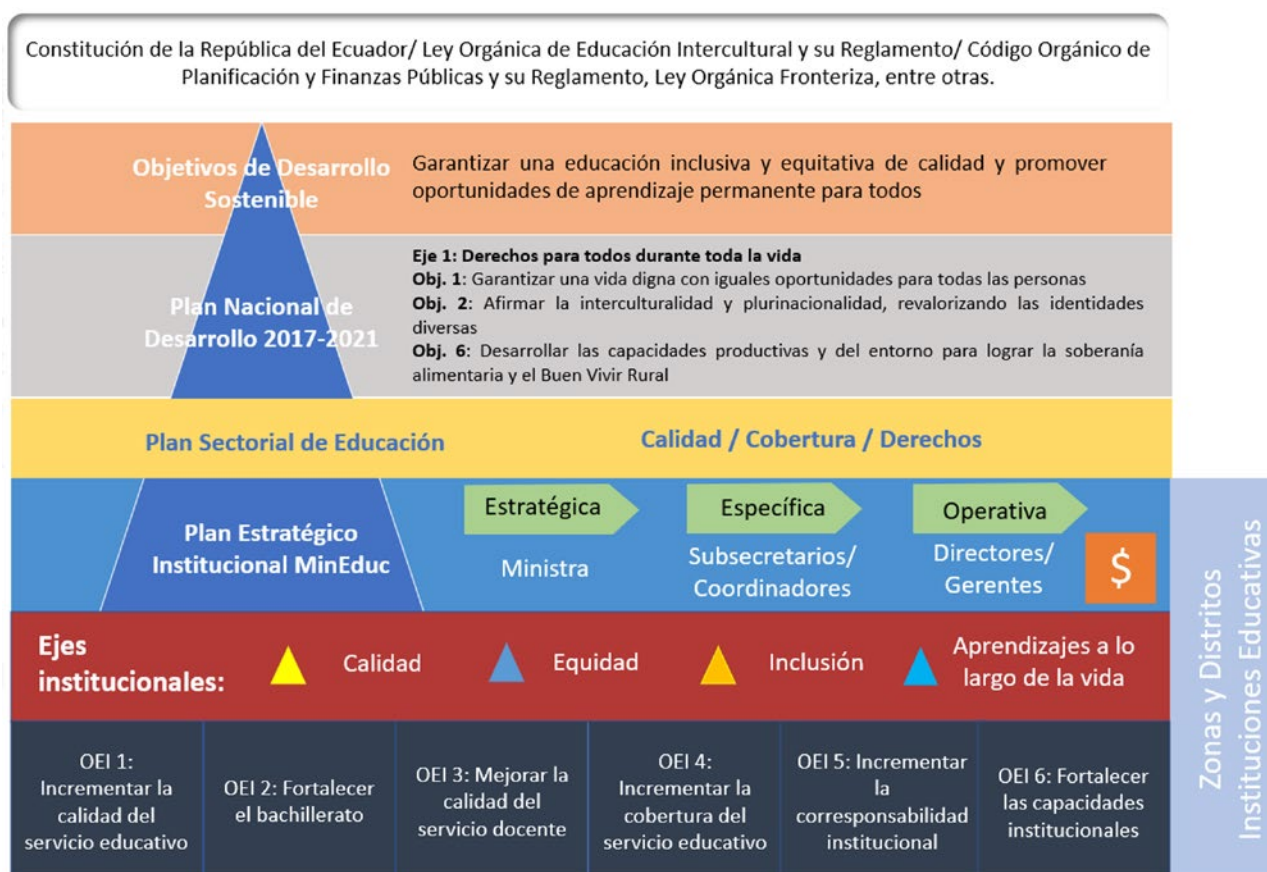 Constitución de la República del Ecuador/ Ley Orgánica de Educación Intercultural y su Reglamento/ Código Orgánico de
Planificación y Finanzas Públicas y su Reglamento, Ley Orgánica Fronteriza, entre otras.
Objetivos de Desarrollo
Sostenible
Garantizar una educación inclusiva y equitativa de calidad y promover
oportunidades de aprendizaje permanente para todos
Plan Nacional de
Desarrollo 2017-2021
Eje 1: Derechos para todos durante toda la vida
Obj. 1: Garantizar una vida digna con iguales oportunidades para todas las personas
Obj. 2: Afirmar la interculturalidad y plurinacionalidad, revalorizando las identidades
diversas
Obj. 6: Desarrollar las capacidades productivas y del entorno para lograr la soberanía
alimentaria y el Buen Vivir Rural
Plan Sectorial de Educación
Calidad / Cobertura / Derechos
Plan Estratégico
Institucional MinEduc
Estratégica
Ministra
Específica
Subsecretarios/
Coordinadores
Operativa
Directores/
Gerentes
$
Ejes
institucionales:
Calidad
Equidad
Inclusión
Aprendizajes a lo
largo de la vida
OEI 1:
Incrementar la
calidad del
servicio educativo
OEI 2: Fortalecer
el bachillerato
OEI 3: Mejorar la
calidad del
servicio docente
OEI 4:
Incrementar la
cobertura del
servicio educativo
OEI 5: Incrementar
la
corresponsabilidad
institucional
OEI 6: Fortalecer
las capacidades
institucionales
Zonas y Distritos
Instituciones Educativas